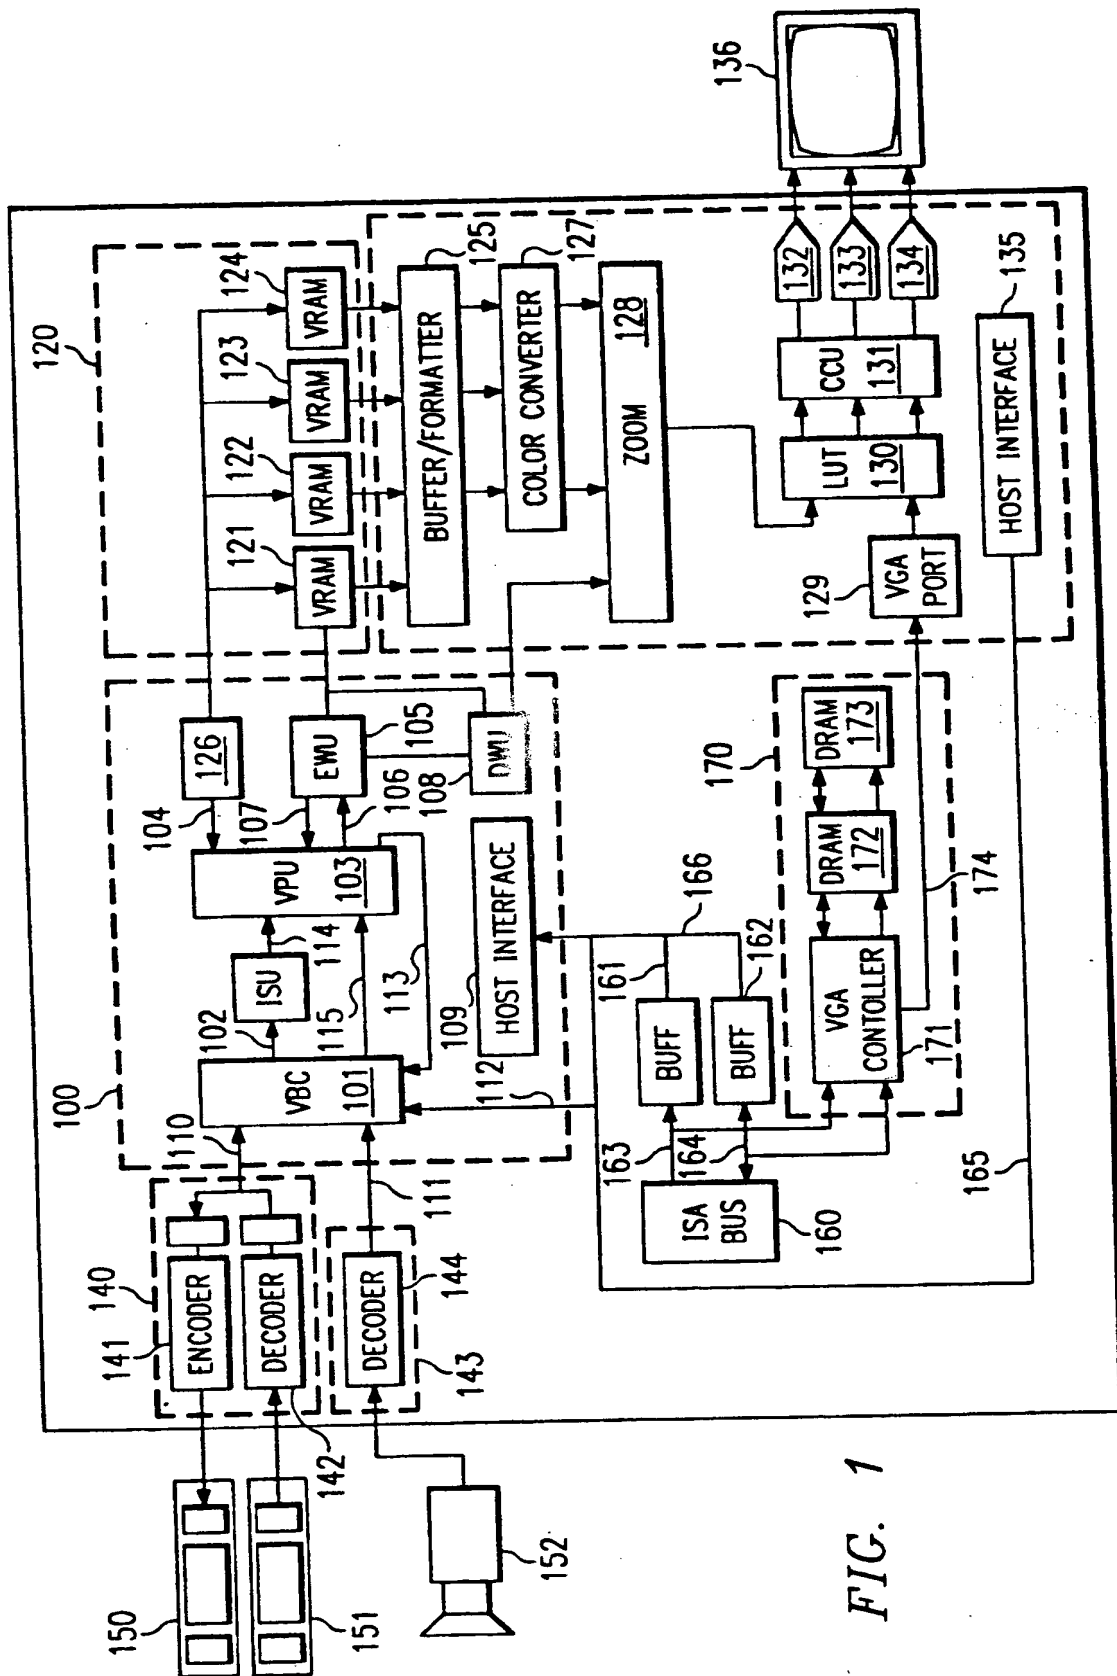 136
120
124
VRAM
123
VRAM
122
VRAM
121
VRAM
125
BUFFER/FORMATTER
127
COLOR CONVERTER
128
ZOOM
132
133
134
CCU
131
LUT
130
135
HOST INTERFACE
129
VGA
PORT
100
126
104
EWU
105
107
106
108
DWU
VPU
103
114
ISU
102
115
113
109
HOST INTERFACE
VBC
101
110
112
111
170
DRAM
173
DRAM
172
174
VGA
CONTOLLER
171
166
161
162
BUFF
BUFF
163
164
ISA
BUS
160
165
140
141
ENCODER
DECODER
142
DECODER
144
143
150
151
152
FIG. 1